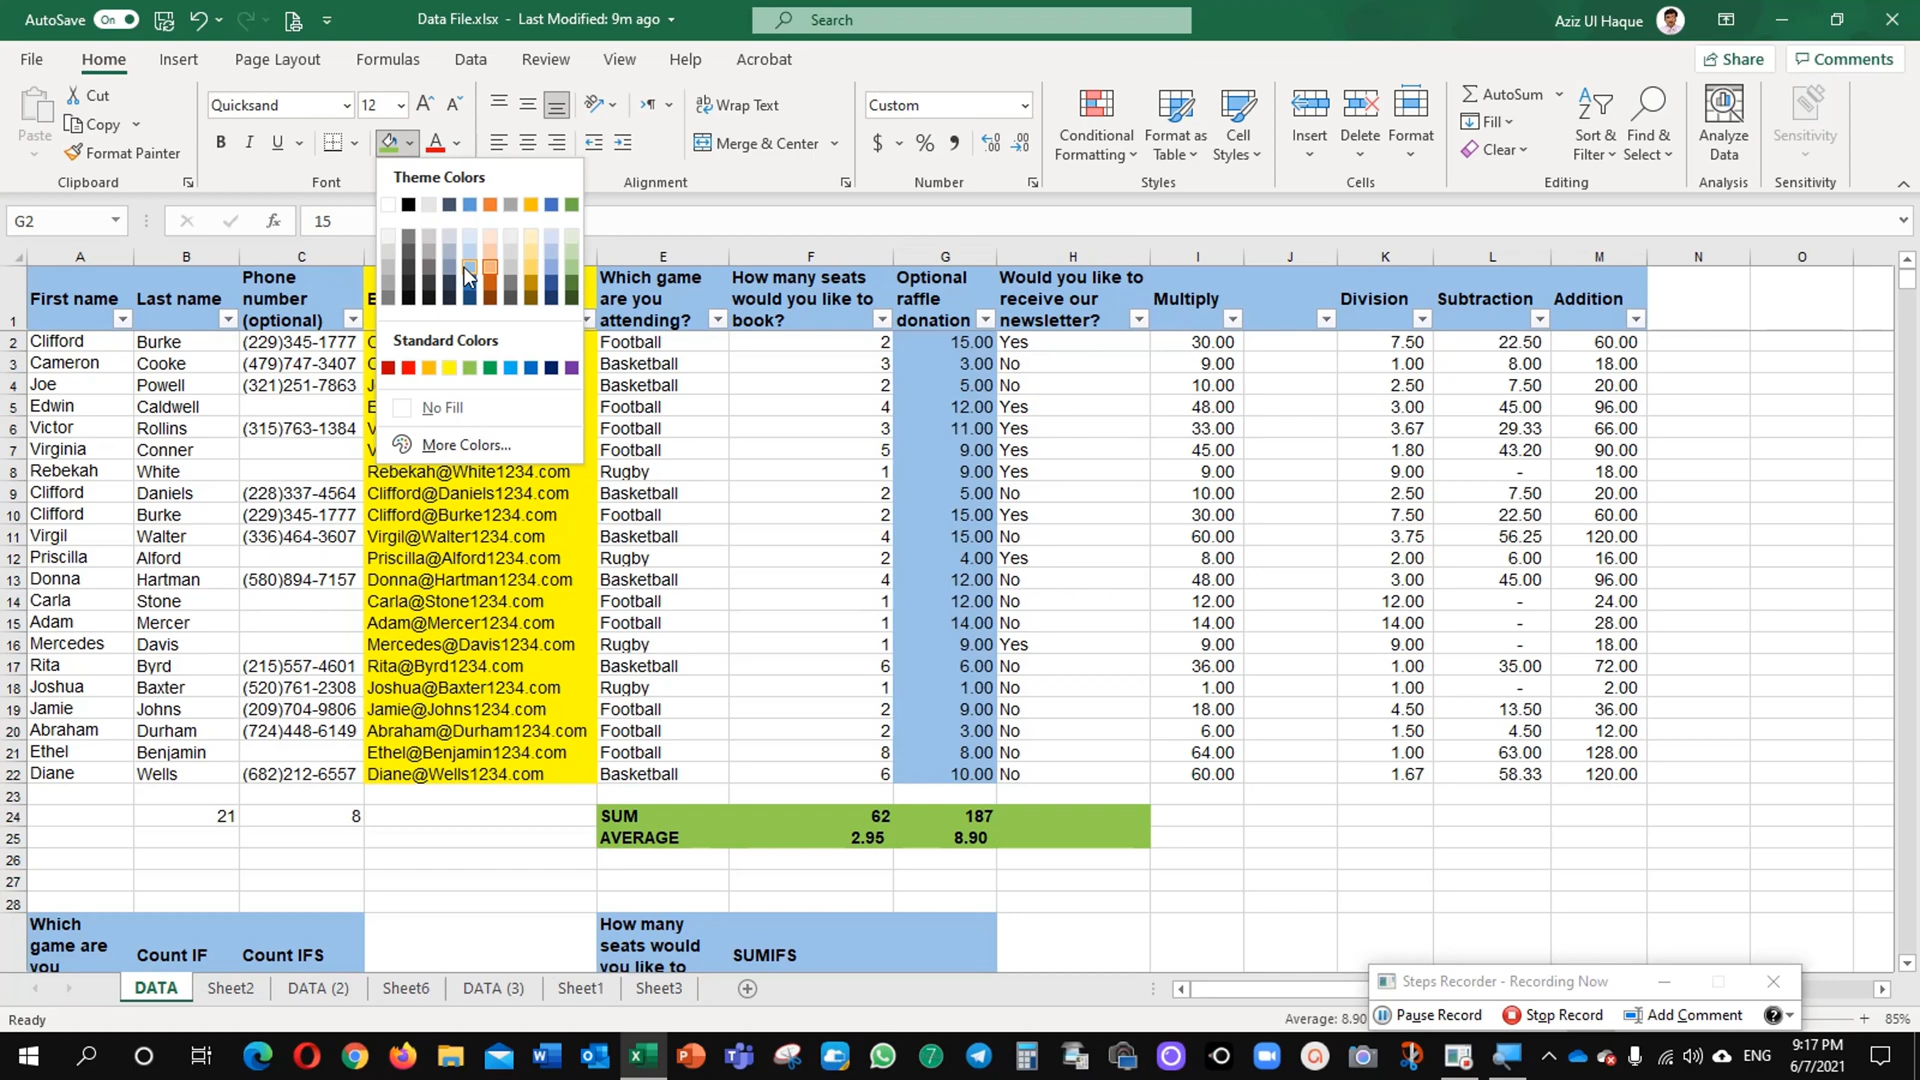 AutoSave On Data File.xlsx - Last Modified: 9m ago Search Aziz Ul Haque
File Home Insert Page Layout Formulas Data Review View Help Acrobat Share Comments
Paste Cut Copy Format Painter
Quicksand 12 B I U A
Wrap Text Merge & Center
Custom $ %
Conditional Formatting Format as Table Cell Styles
Insert Delete Format
AutoSum Fill Clear Sort & Filter Find & Select
Analyze Data Sensitivity
Clipboard Font Alignment Number Styles Cells Editing Analysis Sensitivity
G2 fx 15
Theme Colors
Standard Colors
No Fill
More Colors...
A B C E F G H I J K L M N O
1 First name Last name Phone number (optional) E Which game are you attending? How many seats would you like to book? Optional raffle donation Would you like to receive our newsletter? Multiply Division Subtraction Addition
2 Clifford Burke (229)345-1777 C Football 2 15.00 Yes 30.00 7.50 22.50 60.00
3 Cameron Cooke (479)747-3407 Basketball 3 3.00 No 9.00 1.00 8.00 18.00
4 Joe Powell (321)251-7863 J Basketball 2 5.00 No 10.00 2.50 7.50 20.00
5 Edwin Caldwell E Football 4 12.00 Yes 48.00 3.00 45.00 96.00
6 Victor Rollins (315)763-1384 V Football 3 11.00 Yes 33.00 3.67 29.33 66.00
7 Virginia Conner V Football 5 9.00 Yes 45.00 1.80 43.20 90.00
8 Rebekah White Rebekah@White1234.com Rugby 1 9.00 Yes 9.00 9.00 - 18.00
9 Clifford Daniels (228)337-4564 Clifford@Daniels1234.com Basketball 2 5.00 No 10.00 2.50 7.50 20.00
10 Clifford Burke (229)345-1777 Clifford@Burke1234.com Football 2 15.00 Yes 30.00 7.50 22.50 60.00
11 Virgil Walter (336)464-3607 Virgil@Walter1234.com Basketball 4 15.00 No 60.00 3.75 56.25 120.00
12 Priscilla Alford Priscilla@Alford1234.com Rugby 2 4.00 Yes 8.00 2.00 6.00 16.00
13 Donna Hartman (580)894-7157 Donna@Hartman1234.com Basketball 4 12.00 No 48.00 3.00 45.00 96.00
14 Carla Stone Carla@Stone1234.com Football 1 12.00 No 12.00 12.00 - 24.00
15 Adam Mercer Adam@Mercer1234.com Football 1 14.00 No 14.00 14.00 - 28.00
16 Mercedes Davis Mercedes@Davis1234.com Rugby 1 9.00 Yes 9.00 9.00 - 18.00
17 Rita Byrd (215)557-4601 Rita@Byrd1234.com Basketball 6 6.00 No 36.00 1.00 35.00 72.00
18 Joshua Baxter (520)761-2308 Joshua@Baxter1234.com Rugby 1 1.00 No 1.00 1.00 - 2.00
19 Jamie Johns (209)704-9806 Jamie@Johns1234.com Football 2 9.00 No 18.00 4.50 13.50 36.00
20 Abraham Durham (724)448-6149 Abraham@Durham1234.com Football 2 3.00 No 6.00 1.50 4.50 12.00
21 Ethel Benjamin Ethel@Benjamin1234.com Football 8 8.00 No 64.00 1.00 63.00 128.00
22 Diane Wells (682)212-6557 Diane@Wells1234.com Basketball 6 10.00 No 60.00 1.67 58.33 120.00
23
24 21 8 SUM 62 187
25 AVERAGE 2.95 8.90
26
27
28
Which game are you Count IF Count IFS How many seats would you like to SUMIFS
DATA Sheet2 DATA (2) Sheet6 DATA (3) Sheet1 Sheet3
Steps Recorder - Recording Now
Pause Record Stop Record Add Comment
Ready Average: 8.90 85%
ENG 9:17 PM
6/7/2021